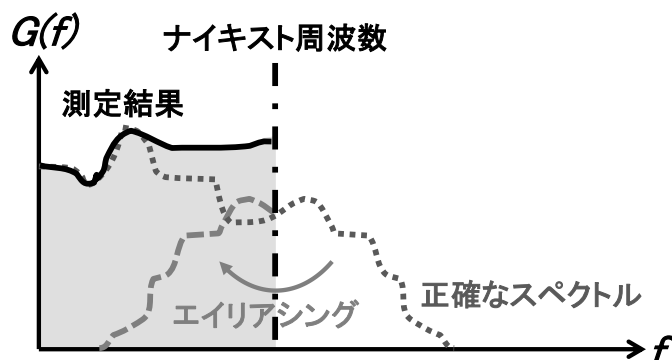 G(f)
ナイキスト周波数
測定結果
正確なスペクトル
エイリアシング
f